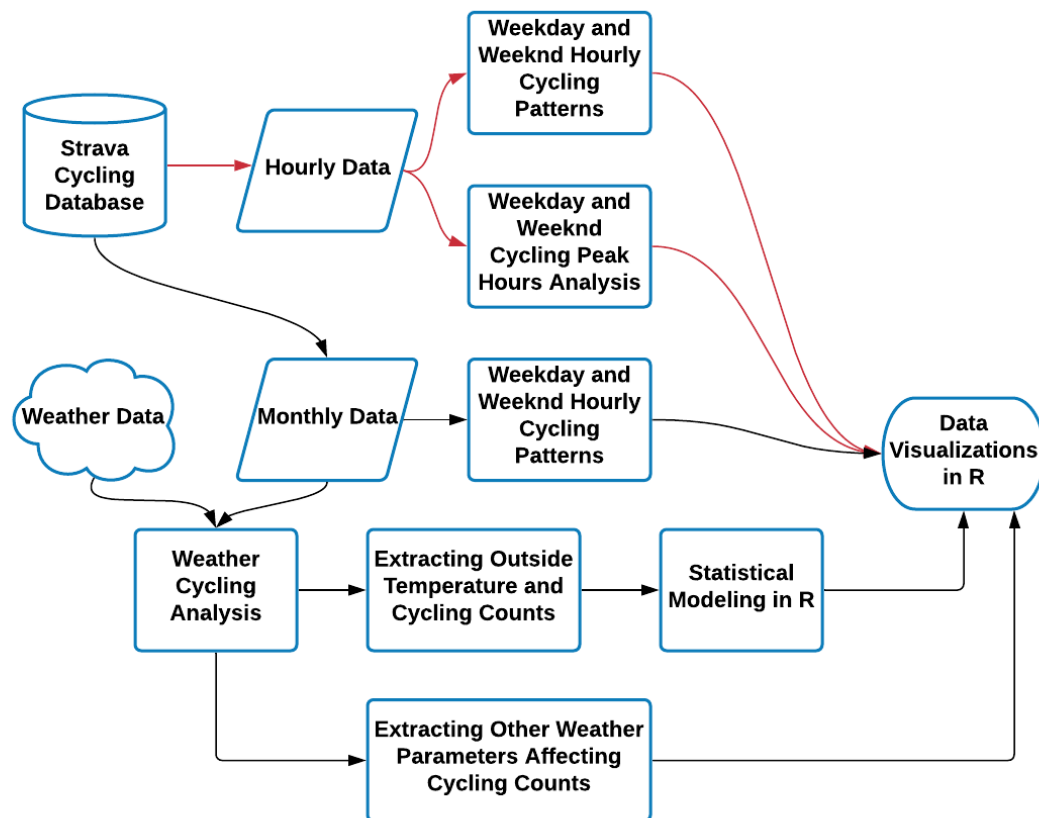 Weekday and
Weeknd Hourly
Cycling
Patterns
Strava
Cycling
Database
Hourly Data
Weekday and
Weeknd
Cycling Peak
Hours Analysis
Weather Data
Monthly Data
Weekday and
Weeknd Hourly
Cycling
Patterns
Data
Visualizations
in R
Weather
Cycling
Analysis
Extracting Outside
Temperature and
Cycling Counts
Statistical
Modeling in R
Extracting Other Weather
Parameters Affecting
Cycling Counts